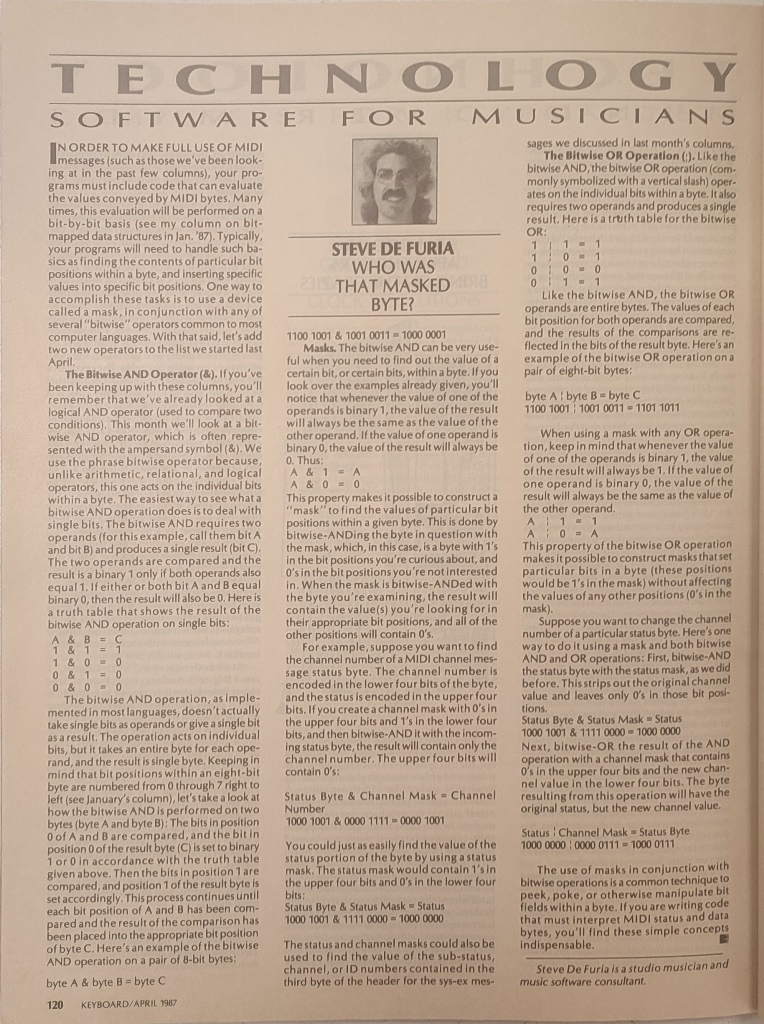 TECHNOLOGY
SOFTWARE FOR MUSICIANS
IN ORDER TO MAKE FULL USE OF MIDI
messages (such as those we've been look-
ing at in the past few columns), your pro-
grams must include code that can evaluate
the values conveyed by MIDI bytes. Many
times, this evaluation will be performed on
a bit-by-bit basis (see my column on bit-
mapped data structures in Jan. '87). Typically,
your programs will need to handle such ba-
sics as finding the contents of particular bit
positions within a byte, and inserting specific
values into specific bit positions. One way to
accomplish these tasks is to use a device
called a mask, in conjunction with any of
several "bitwise" operators common to most
computer languages. With that said, let's add
two new operators to the list we started last
April.
The Bitwise AND Operator (&). If you've
been keeping up with these columns, you'll
remember that we've already looked at a
logical AND operator (used to compare two
conditions). This month we'll look at a bit-
wise AND operator, which is often repre-
sented with the ampersand symbol (&). We
use the phrase bitwise operator because,
unlike arithmetic, relational, and logical
operators, this one acts on the individual bits
within a byte. The easiest way to see what a
bitwise AND operation does is to deal with
single bits. The bitwise AND requires two
operands (for this example, call them bit A
and bit B) and produces a single result (bit C).
The two operands are compared and the
result is a binary 1 only if both operands also
equal 1. If either or both bit A and B equal
binary 0, then the result will also be 0. Here is
a truth table that shows the result of the
bitwise AND operation on single bits:
A & B = C
1 & 1 = 1
1 & 0 = 0
0 & 1 = 0
0 & 0 = 0
The bitwise AND operation, as imple-
mented in most languages, doesn't actually
take single bits as operands or give a single bit
as a result. The operation acts on individual
bits, but it takes an entire byte for each ope-
rand, and the result is single byte. Keeping in
mind that bit positions within an eight-bit
byte are numbered from 0 through 7 right to
left (see January's column), let's take a look at
how the bitwise AND is performed on two
bytes (byte A and byte B): The bits in position
0 of A and B are compared, and the bit in
position 0 of the result byte (C) is set to binary
1 or 0 in accordance with the truth table
given above. Then the bits in position 1 are
compared, and position 1 of the result byte is
set accordingly. This process continues until
each bit position of A and B has been com-
pared and the result of the comparison has
been placed into the appropriate bit position
of byte C. Here's an example of the bitwise
AND operation on a pair of 8-bit bytes:
byte A & byte B = byte C
STEVE DE FURIA
WHO WAS
THAT MASKED
BYTE?
1100 1001 & 1001 0011 = 1000 0001
Masks. The bitwise AND can be very use-
ful when you need to find out the value of a
certain bit, or certain bits, within a byte. If you
look over the examples already given, you'll
notice that whenever the value of one of the
operands is binary 1, the value of the result
will always be the same as the value of the
other operand. If the value of one operand is
binary 0, the value of the result will always be
0. Thus:
A & 1 = A
A & 0 = 0
This property makes it possible to construct a
"mask" to find the values of particular bit
positions within a given byte. This is done by
bitwise-ANDing the byte in question with
the mask, which, in this case, is a byte with 1's
in the bit positions you're curious about, and
0's in the bit positions you're not interested
in. When the mask is bitwise-ANDed with
the byte you're examining, the result will
contain the value(s) you're looking for in
their appropriate bit positions, and all of the
other positions will contain 0's.
For example, suppose you want to find
the channel number of a MIDI channel mes-
sage status byte. The channel number is
encoded in the lower four bits of the byte,
and the status is encoded in the upper four
bits. If you create a channel mask with 0's in
the upper four bits and 1's in the lower four
bits, and then bitwise-AND it with the incom-
ing status byte, the result will contain only the
channel number. The upper four bits will
contain 0's:
Status Byte & Channel Mask = Channel
Number
1000 1001 & 0000 1111 = 0000 1001
You could just as easily find the value of the
status portion of the byte by using a status
mask. The status mask would contain 1's in
the upper four bits and 0's in the lower four
bits:
Status Byte & Status Mask = Status
1000 1001 & 1111 0000 = 1000 0000
The status and channel masks could also be
used to find the value of the sub-status,
channel, or ID numbers contained in the
third byte of the header for the sys-ex mes-
sages we discussed in last month's columns.
The Bitwise OR Operation (¦). Like the
bitwise AND, the bitwise OR operation (com-
monly symbolized with a vertical slash) oper-
ates on the individual bits within a byte. It also
requires two operands and produces a single
result. Here is a truth table for the bitwise
OR:
1 ¦ 1 = 1
1 ¦ 0 = 1
0 ¦ 0 = 0
0 ¦ 1 = 1
Like the bitwise AND, the bitwise OR
operands are entire bytes. The values of each
bit position for both operands are compared,
and the results of the comparisons are re-
flected in the bits of the result byte. Here's an
example of the bitwise OR operation on a
pair of eight-bit bytes:
byte A ¦ byte B = byte C
1100 1001 ¦ 1001 0011 = 1101 1011
When using a mask with any OR opera-
tion, keep in mind that whenever the value
of one of the operands is binary 1, the value
of the result will always be 1. If the value of
one operand is binary 0, the value of the
result will always be the same as the value of
the other operand.
A ¦ 1 = 1
A ¦ 0 = A
This property of the bitwise OR operation
makes it possible to construct masks that set
particular bits in a byte (these positions
would be 1's in the mask) without affecting
the values of any other positions (0's in the
mask).
Suppose you want to change the channel
number of a particular status byte. Here's one
way to do it using a mask and both bitwise
AND and OR operations: First, bitwise-AND
the status byte with the status mask, as we did
before. This strips out the original channel
value and leaves only 0's in those bit posi-
tions.
Status Byte & Status Mask = Status
1000 1001 & 1111 0000 = 1000 0000
Next, bitwise-OR the result of the AND
operation with a channel mask that contains
0's in the upper four bits and the new chan-
nel value in the lower four bits. The byte
resulting from this operation will have the
original status, but the new channel value.
Status ¦ Channel Mask = Status Byte
1000 0000 ¦ 0000 0111 = 1000 0111
The use of masks in conjunction with
bitwise operations is a common technique to
peek, poke, or otherwise manipulate bit
fields within a byte. If you are writing code
that must interpret MIDI status and data
bytes, you'll find these simple concepts
indispensable.
Steve De Furia is a studio musician and
music software consultant.
120 KEYBOARD/APRIL 1987